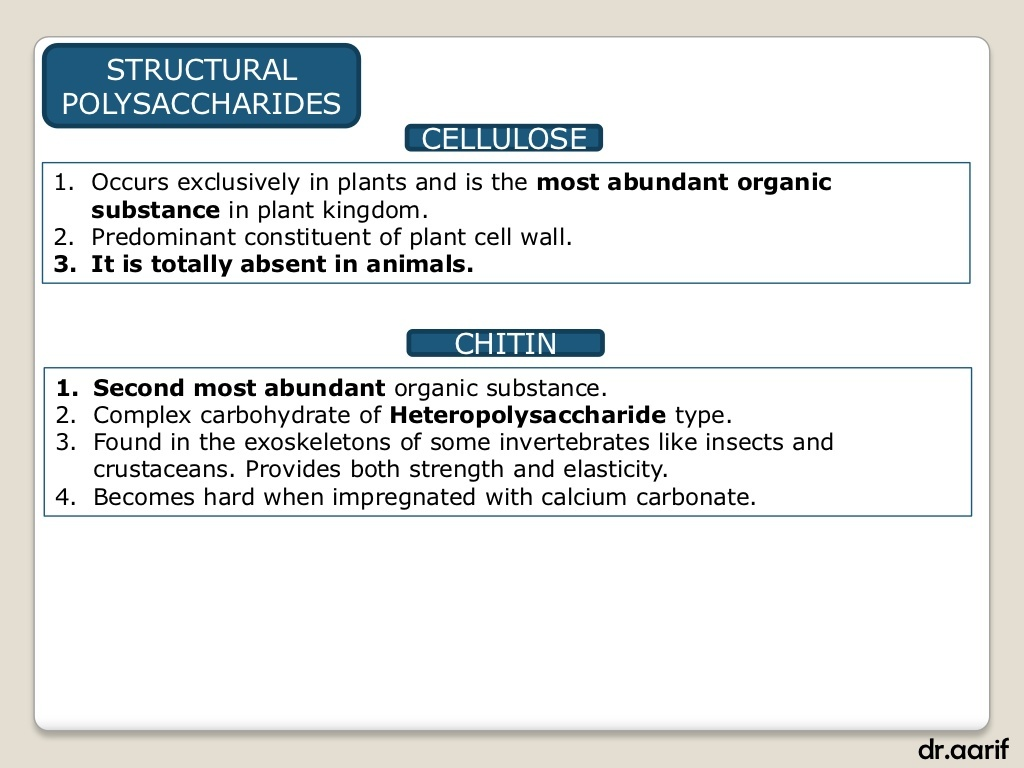 STRUCTURAL
POLYSACCHARIDES
CELLULOSE
1. Occurs exclusively in plants and is the most abundant organic
substance in plant kingdom.
2. Predominant constituent of plant cell wall.
3. It is totally absent in animals.
CHITIN
1. Second most abundant organic substance.
2. Complex carbohydrate of Heteropolysaccharide type.
3. Found in the exoskeletons of some invertebrates like insects and
crustaceans. Provides both strength and elasticity.
4. Becomes hard when impregnated with calcium carbonate.
dr.aarif